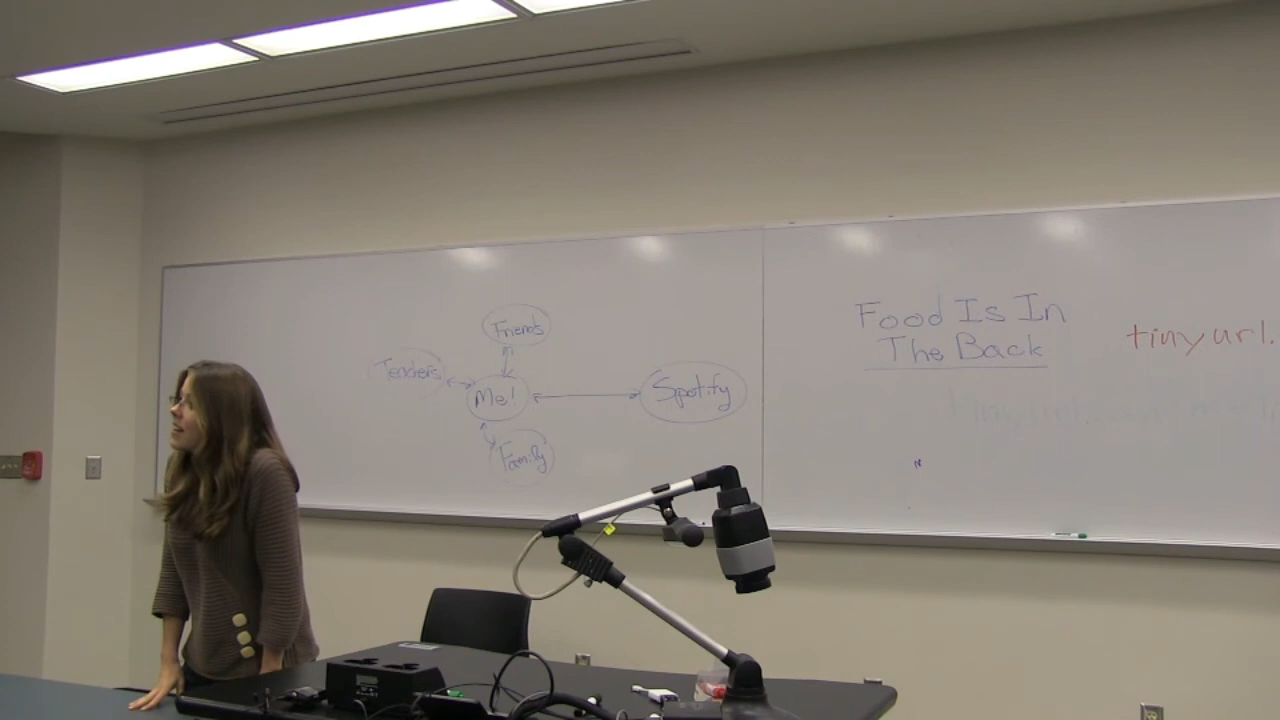 Friends
Teachers
Me!
Spotify
Family
Food Is In
The Back
tinyurl.